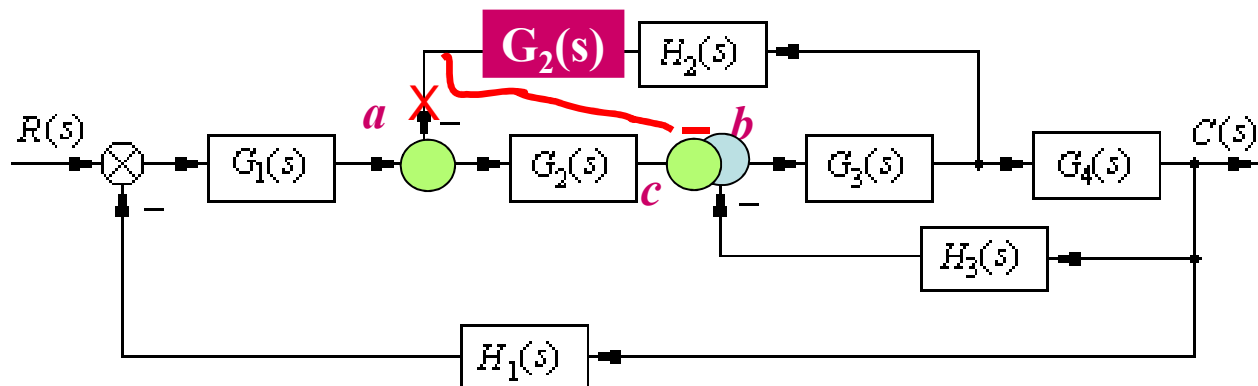 G₂(s) H₂(s)
a − − b
R(s) G₁(s) G₂(s) c G₃(s) G₄(s) C(s)
− − H₃(s)
H₁(s)